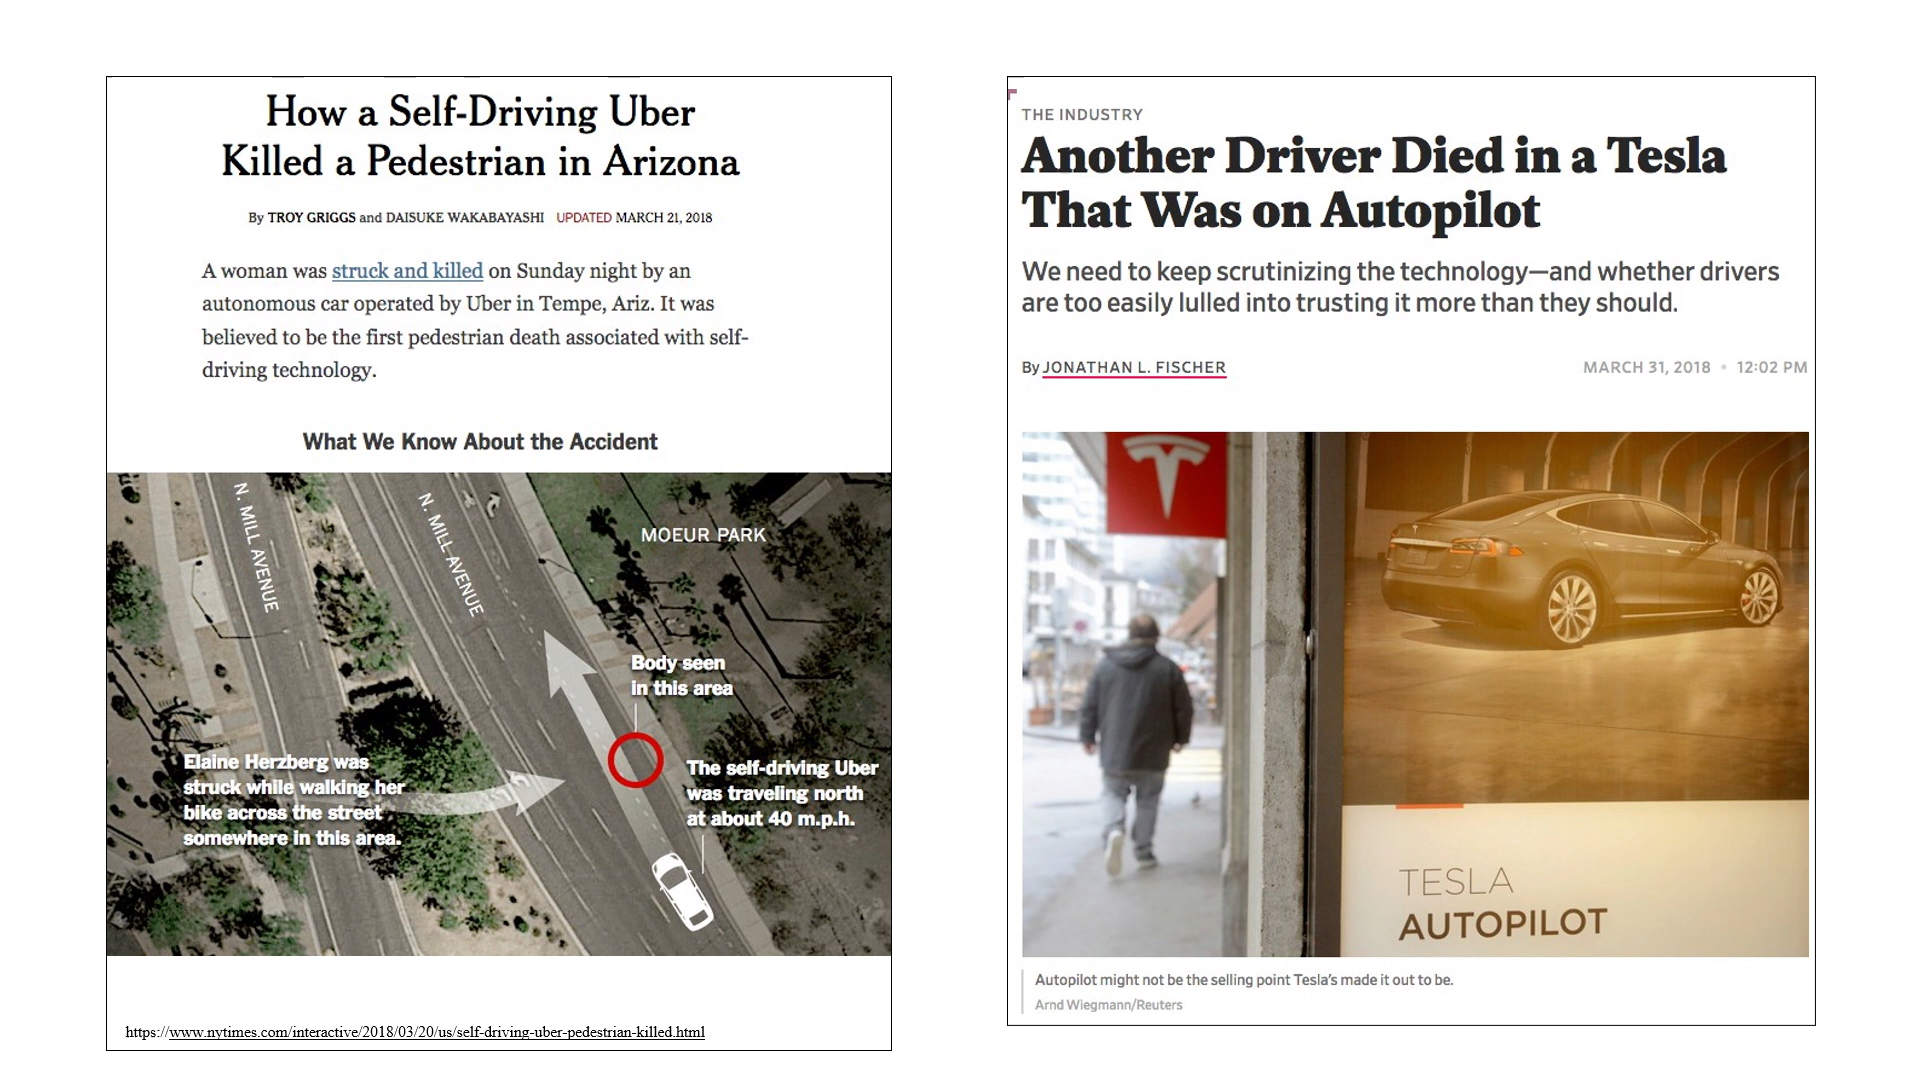 How a Self-Driving Uber
Killed a Pedestrian in Arizona
By TROY GRIGGS and DAISUKE WAKABAYASHI UPDATED MARCH 21, 2018
A woman was struck and killed on Sunday night by an
autonomous car operated by Uber in Tempe, Ariz. It was
believed to be the first pedestrian death associated with self-
driving technology.
What We Know About the Accident
N. MILL AVENUE
N. MILL AVENUE
MOEUR PARK
Body seen
in this area
Elaine Herzberg was
struck while walking her
bike across the street
somewhere in this area.
The self-driving Uber
was traveling north
at about 40 m.p.h.
https://www.nytimes.com/interactive/2018/03/20/us/self-driving-uber-pedestrian-killed.html
THE INDUSTRY
Another Driver Died in a Tesla
That Was on Autopilot
We need to keep scrutinizing the technology—and whether drivers
are too easily lulled into trusting it more than they should.
By JONATHAN L. FISCHER
MARCH 31, 2018 • 12:02 PM
TESLA
AUTOPILOT
Autopilot might not be the selling point Tesla's made it out to be.
Arnd Wiegmann/Reuters